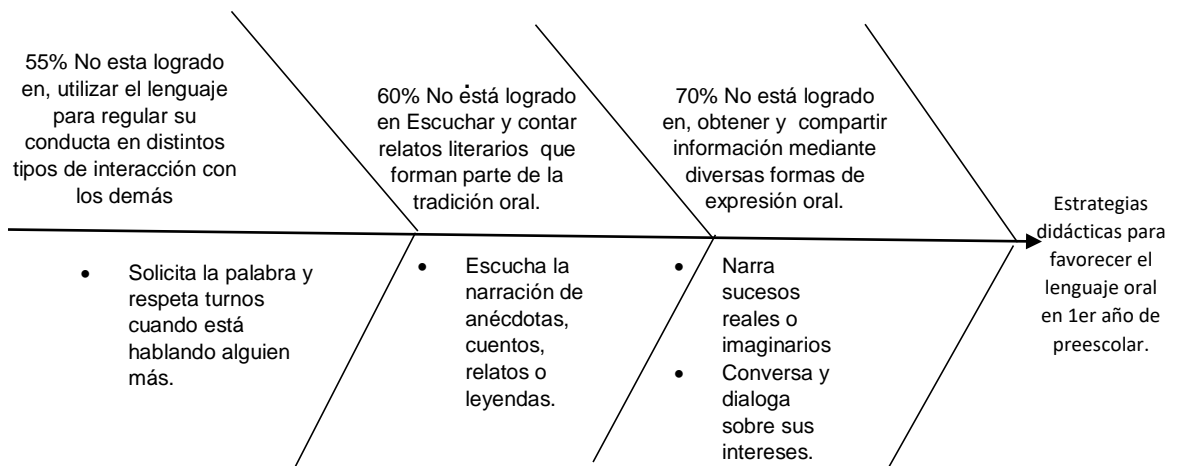 55% No esta logrado
en, utilizar el lenguaje
para regular su
conducta en distintos
tipos de interacción con
los demás
60% No está logrado
en Escuchar y contar
relatos literarios que
forman parte de la
tradición oral.
70% No está logrado
en, obtener y compartir
información mediante
diversas formas de
expresión oral.
• Solicita la palabra y
respeta turnos
cuando está
hablando alguien
más.
• Escucha la
narración de
anécdotas,
cuentos,
relatos o
leyendas.
• Narra
sucesos
reales o
imaginarios
• Conversa y
dialoga
sobre sus
intereses.
Estrategias
didácticas para
favorecer el
lenguaje oral
en 1er año de
preescolar.